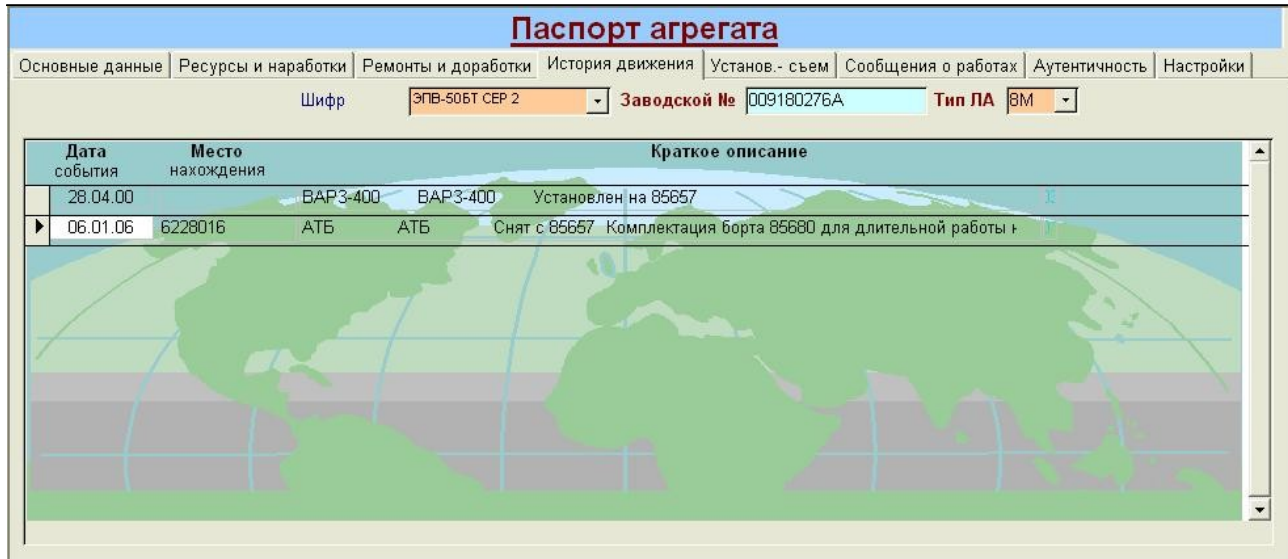 Паспорт агрегата
Основные данные Ресурсы и наработки Ремонты и доработки История движения Установ.- съем Сообщения о работах Аутентичность Настройки
Шифр ЭПВ-50БТ СЕР 2 Заводской № 009180276А Тип ЛА 8М
Дата Место Краткое описание
события нахождения
28.04.00 ВАРЗ-400 ВАРЗ-400 Установлен на 85657
06.01.06 6228016 АТБ АТБ Снят с 85657 Комплектация борта 85680 для длительной работы н